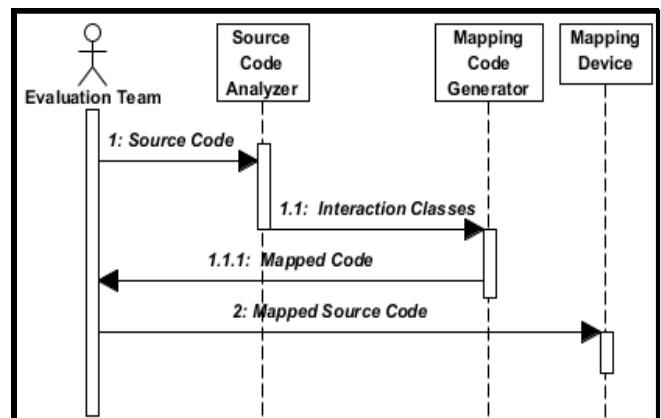 Source
Code
Analyzer
Mapping
Code
Generator
Mapping
Device
Evaluation Team
1: Source Code
1.1: Interaction Classes
1.1.1: Mapped Code
2: Mapped Source Code